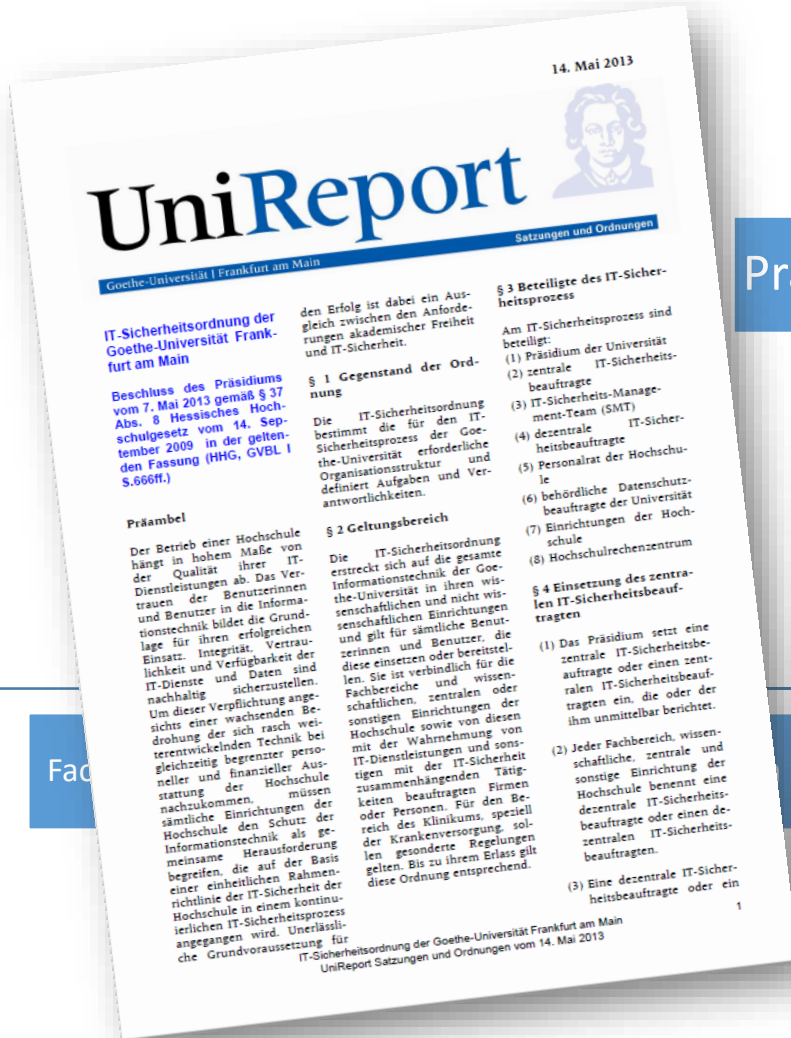 14. Mai 2013
UniReport
Goethe-Universität | Frankfurt am Main
Satzungen und Ordnungen
IT-Sicherheitsordnung der
Goethe-Universität Frank-
furt am Main
Beschluss des Präsidiums
vom 7. Mai 2013 gemäß § 37
Abs. 8 Hessisches Hoch-
schulgesetz vom 14. Sep-
tember 2009 in der gelten-
den Fassung (HHG, GVBL I
S.666ff.)
Präambel
Der Betrieb einer Hochschule
hängt in hohem Maße von
der Qualität ihrer IT-
Dienstleistungen ab. Das Ver-
trauen der Benutzerinnen
und Benutzer in die Informa-
tionstechnik bildet die Grund-
lage für ihren erfolgreichen
Einsatz. Integrität, Vertrau-
lichkeit und Verfügbarkeit der
IT-Dienste und Daten sind
nachhaltig sicherzustellen.
Um dieser Verpflichtung ange-
sichts einer wachsenden Be-
drohung der sich rasch wei-
terentwickelnden Technik bei
gleichzeitig begrenzter perso-
neller und finanzieller Aus-
stattung der Hochschule
nachzukommen, müssen
sämtliche Einrichtungen der
Hochschule den Schutz der
Informationstechnik als ge-
meinsame Herausforderung
begreifen, die auf der Basis
einer einheitlichen Rahmen-
richtlinie der IT-Sicherheit der
Hochschule in einem kontinu-
ierlichen IT-Sicherheitsprozess
angegangen wird. Unerlässli-
che Grundvoraussetzung für
den Erfolg ist dabei ein Aus-
gleich zwischen den Anforde-
rungen akademischer Freiheit
und IT-Sicherheit.
§ 1 Gegenstand der Ord-
nung
Die IT-Sicherheitsordnung
bestimmt die für den IT-
Sicherheitsprozess der Goe-
the-Universität erforderliche
Organisationsstruktur und
definiert Aufgaben und Ver-
antwortlichkeiten.
§ 2 Geltungsbereich
Die IT-Sicherheitsordnung
erstreckt sich auf die gesamte
Informationstechnik der Goe-
the-Universität in ihren wis-
senschaftlichen und nicht wis-
senschaftlichen Einrichtungen
und gilt für sämtliche Benut-
zerinnen und Benutzer, die
diese einsetzen oder bereitstel-
len. Sie ist verbindlich für die
Fachbereiche und wissen-
schaftlichen, zentralen oder
sonstigen Einrichtungen der
Hochschule sowie von diesen
mit der Wahrnehmung von
IT-Dienstleistungen und sons-
tigen mit der IT-Sicherheit
zusammenhängenden Tätig-
keiten beauftragten Firmen
oder Personen. Für den Be-
reich des Klinikums, speziell
der Krankenversorgung, sol-
len gesonderte Regelungen
gelten. Bis zu ihrem Erlass gilt
diese Ordnung entsprechend.
§ 3 Beteiligte des IT-Sicher-
heitsprozess
Am IT-Sicherheitsprozess sind
beteiligt:
(1) Präsidium der Universität
(2) zentrale IT-Sicherheits-
beauftragte
(3) IT-Sicherheits-Manage-
ment-Team (SMT)
(4) dezentrale IT-Sicher-
heitsbeauftragte
(5) Personalrat der Hochschu-
le
(6) behördliche Datenschutz-
beauftragte der Universität
(7) Einrichtungen der Hoch-
schule
(8) Hochschulrechenzentrum
§ 4 Einsetzung des zentra-
len IT-Sicherheitsbeauf-
tragten
(1) Das Präsidium setzt eine
zentrale IT-Sicherheitsbe-
auftragte oder einen zent-
ralen IT-Sicherheitsbeauf-
tragten ein, die oder der
ihm unmittelbar berichtet.
(2) Jeder Fachbereich, wissen-
schaftliche, zentrale und
sonstige Einrichtung der
Hochschule benennt eine
dezentrale IT-Sicherheits-
beauftragte oder einen de-
zentralen IT-Sicherheits-
beauftragten.
(3) Eine dezentrale IT-Sicher-
heitsbeauftragte oder ein
IT-Sicherheitsordnung der Goethe-Universität Frankfurt am Main
UniReport Satzungen und Ordnungen vom 14. Mai 2013
1